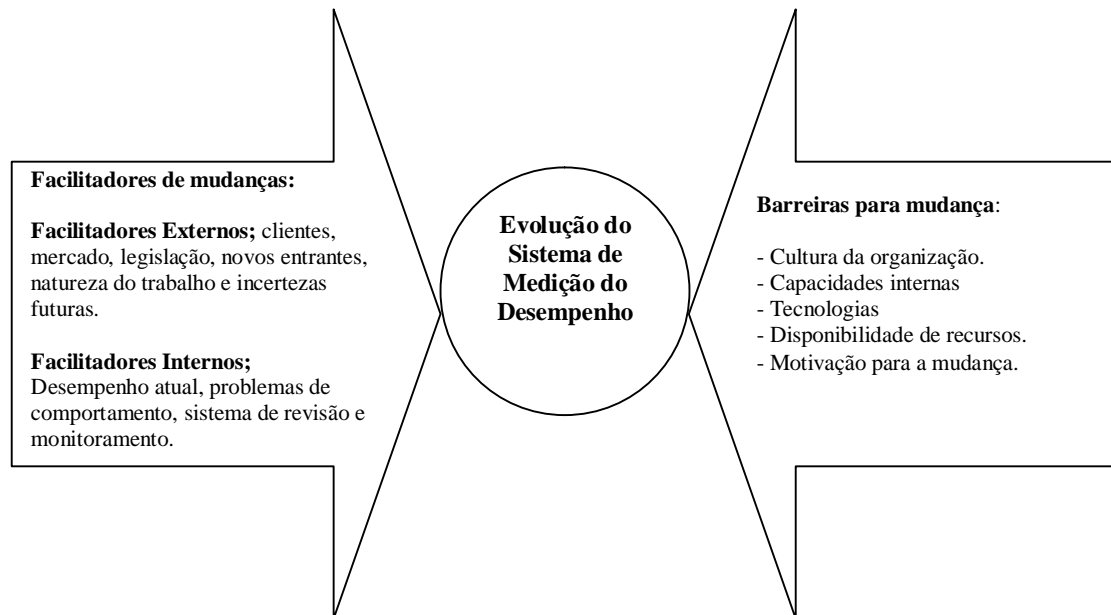 Facilitadores de mudanças:
Facilitadores Externos; clientes,
mercado, legislação, novos entrantes,
natureza do trabalho e incertezas
futuras.
Facilitadores Internos;
Desempenho atual, problemas de
comportamento, sistema de revisão e
monitoramento.
Evolução do
Sistema de
Medição do
Desempenho
Barreiras para mudança:
- Cultura da organização.
- Capacidades internas
- Tecnologias
- Disponibilidade de recursos.
- Motivação para a mudança.